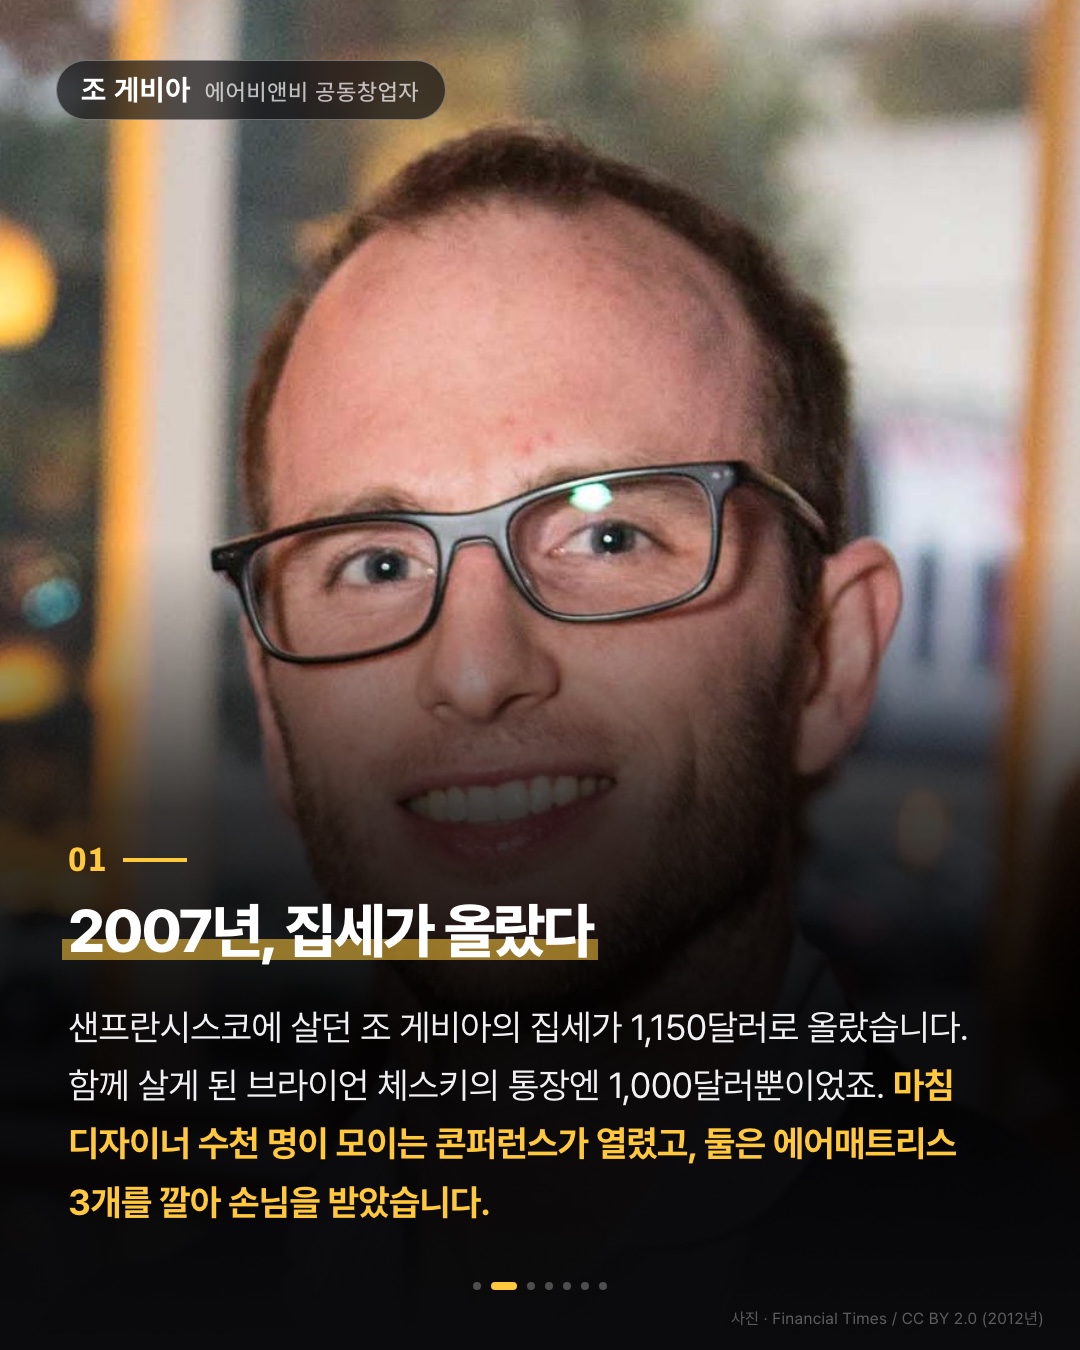 조 게비아 에어비앤비 공동창업자
01
2007년, 집세가 올랐다
샌프란시스코에 살던 조 게비아의 집세가 1,150달러로 올랐습니다.
함께 살게 된 브라이언 체스키의 통장엔 1,000달러뿐이었죠. 마침
디자이너 수천 명이 모이는 콘퍼런스가 열렸고, 둘은 에어매트리스
3개를 깔아 손님을 받았습니다.
사진 · Financial Times / CC BY 2.0 (2012년)